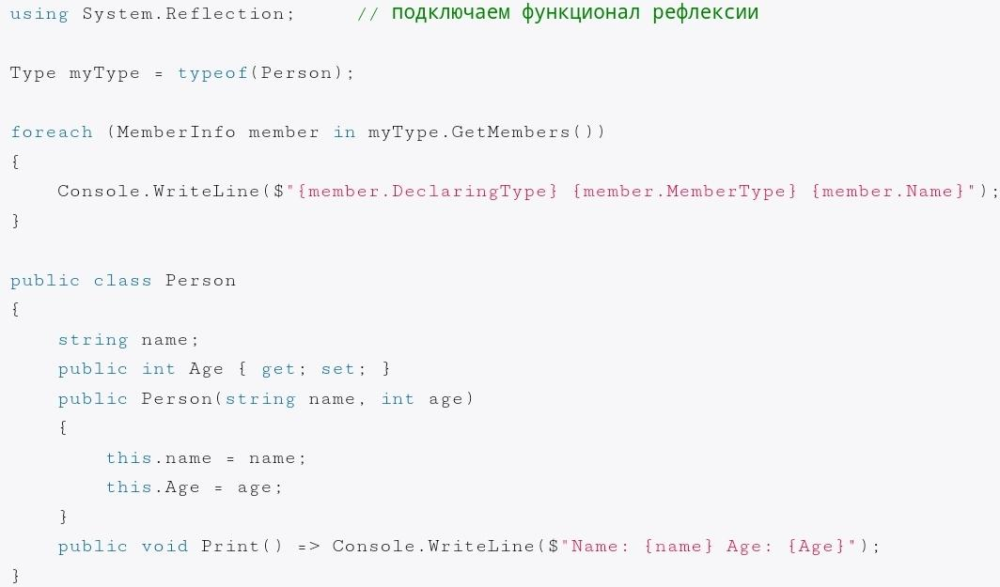 using System.Reflection;     // подключаем функционал рефлексии

Type myType = typeof(Person);

foreach (MemberInfo member in myType.GetMembers())
{
    Console.WriteLine($"{member.DeclaringType} {member.MemberType} {member.Name}");
}

public class Person
{
    string name;
    public int Age { get; set; }
    public Person(string name, int age)
    {
        this.name = name;
        this.Age = age;
    }
    public void Print() => Console.WriteLine($"Name: {name} Age: {Age}");
}